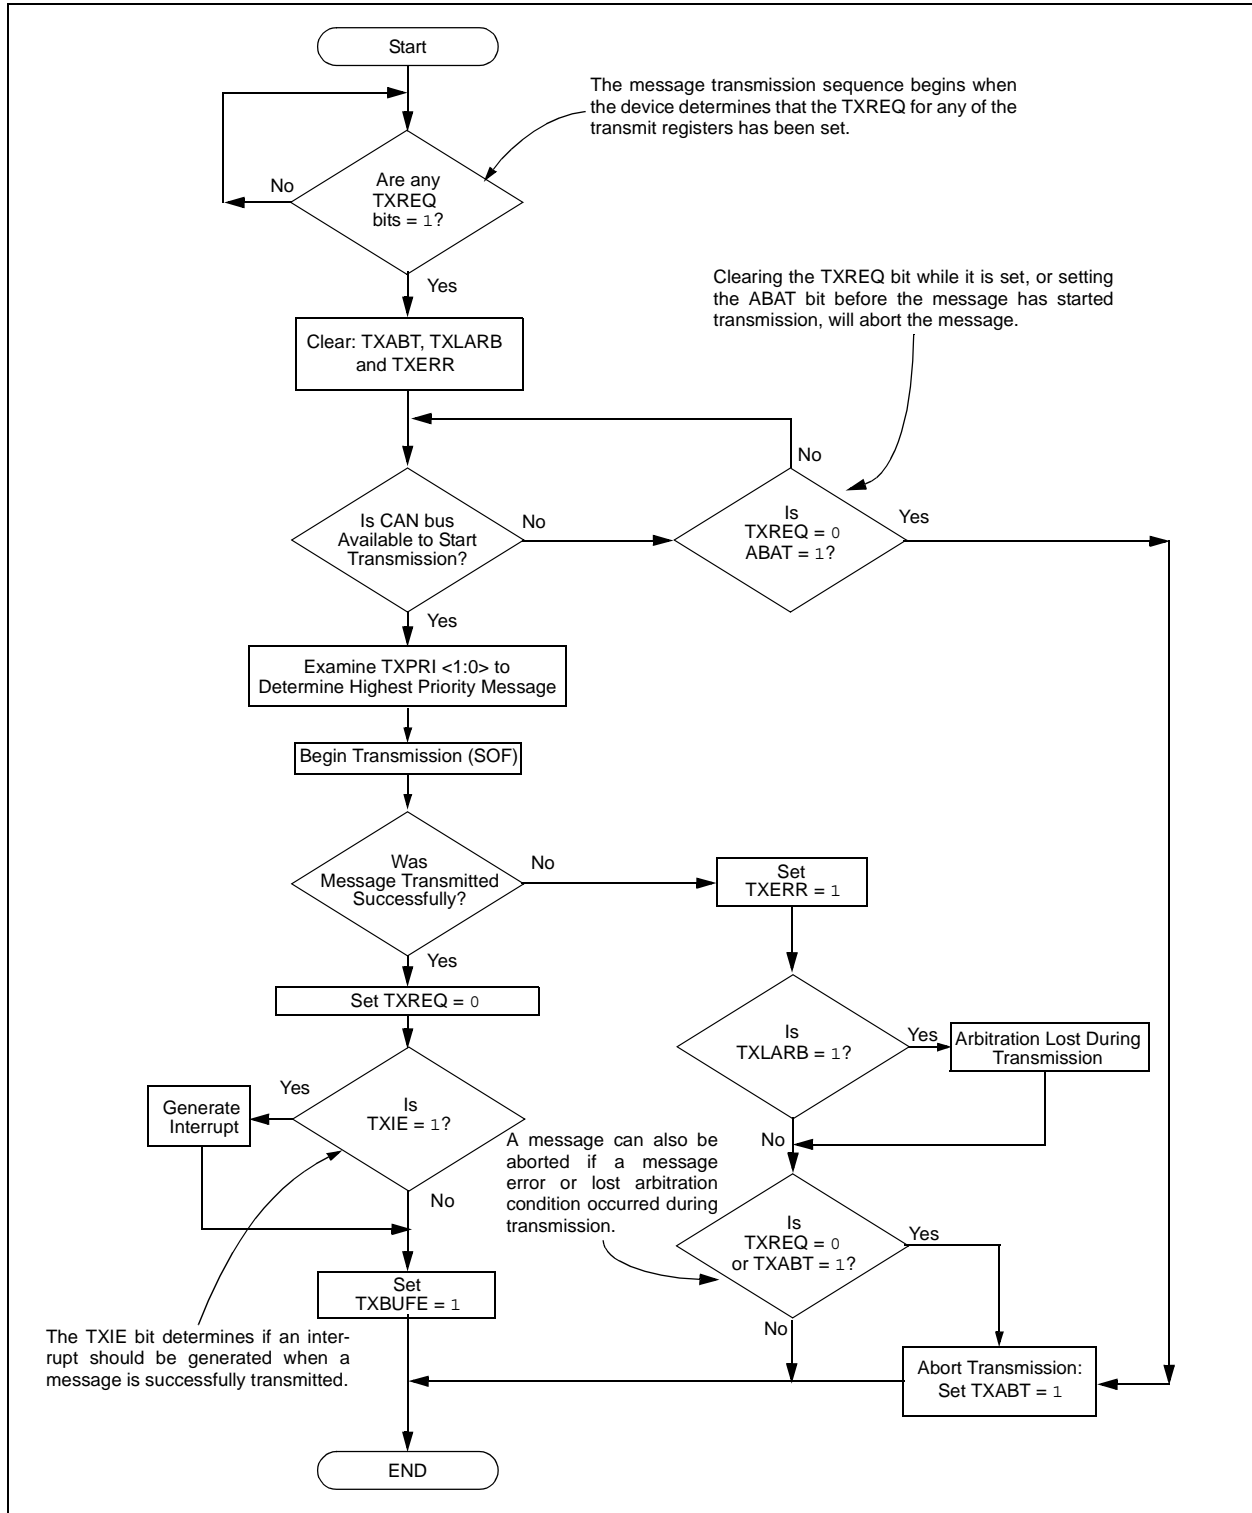 Start
The message transmission sequence begins when
the device determines that the TXREQ for any of the
transmit registers has been set.
No
Are any
TXREQ
bits = 1?
Yes
Clearing the TXREQ bit while it is set, or setting
the ABAT bit before the message has started
transmission, will abort the message.
Clear: TXABT, TXLARB
and TXERR
No
Is CAN bus
Available to Start
Transmission?
No
Is
TXREQ = 0
ABAT = 1?
Yes
Yes
Examine TXPRI <1:0> to
Determine Highest Priority Message
Begin Transmission (SOF)
Was
Message Transmitted
Successfully?
No
Set
TXERR = 1
Yes
Set TXREQ = 0
Is
TXLARB = 1?
Yes
Arbitration Lost During
Transmission
Yes
Generate
Interrupt
Is
TXIE = 1?
No
A message can also be
aborted if a message
error or lost arbitration
condition occurred during
transmission.
No
Is
TXREQ = 0
or TXABT = 1?
Yes
Set
TXBUFE = 1
No
The TXIE bit determines if an inter-
rupt should be generated when a
message is successfully transmitted.
Abort Transmission:
Set TXABT = 1
END